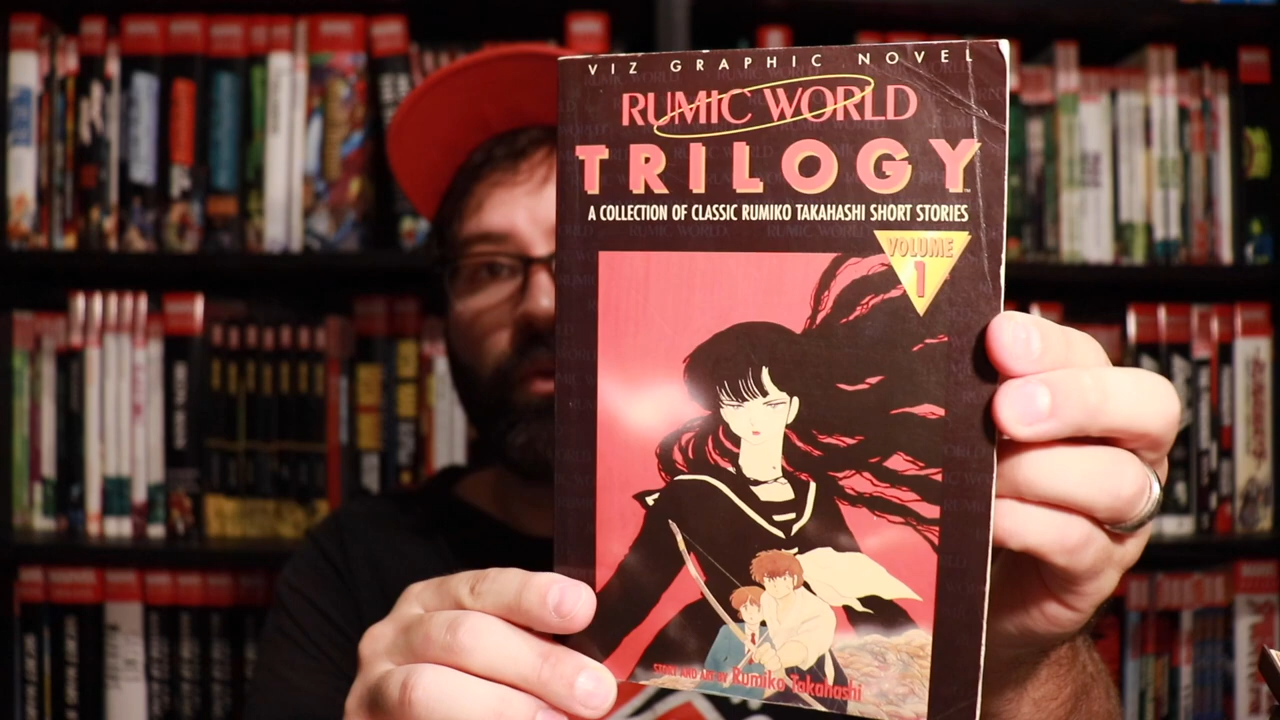 VIZ GRAPHIC NOVEL
RUMIC WORLD
TRILOGY
A COLLECTION OF CLASSIC RUMIKO TAKAHASHI SHORT STORIES
VOLUME
1
STORY AND ART BY Rumiko Takahashi